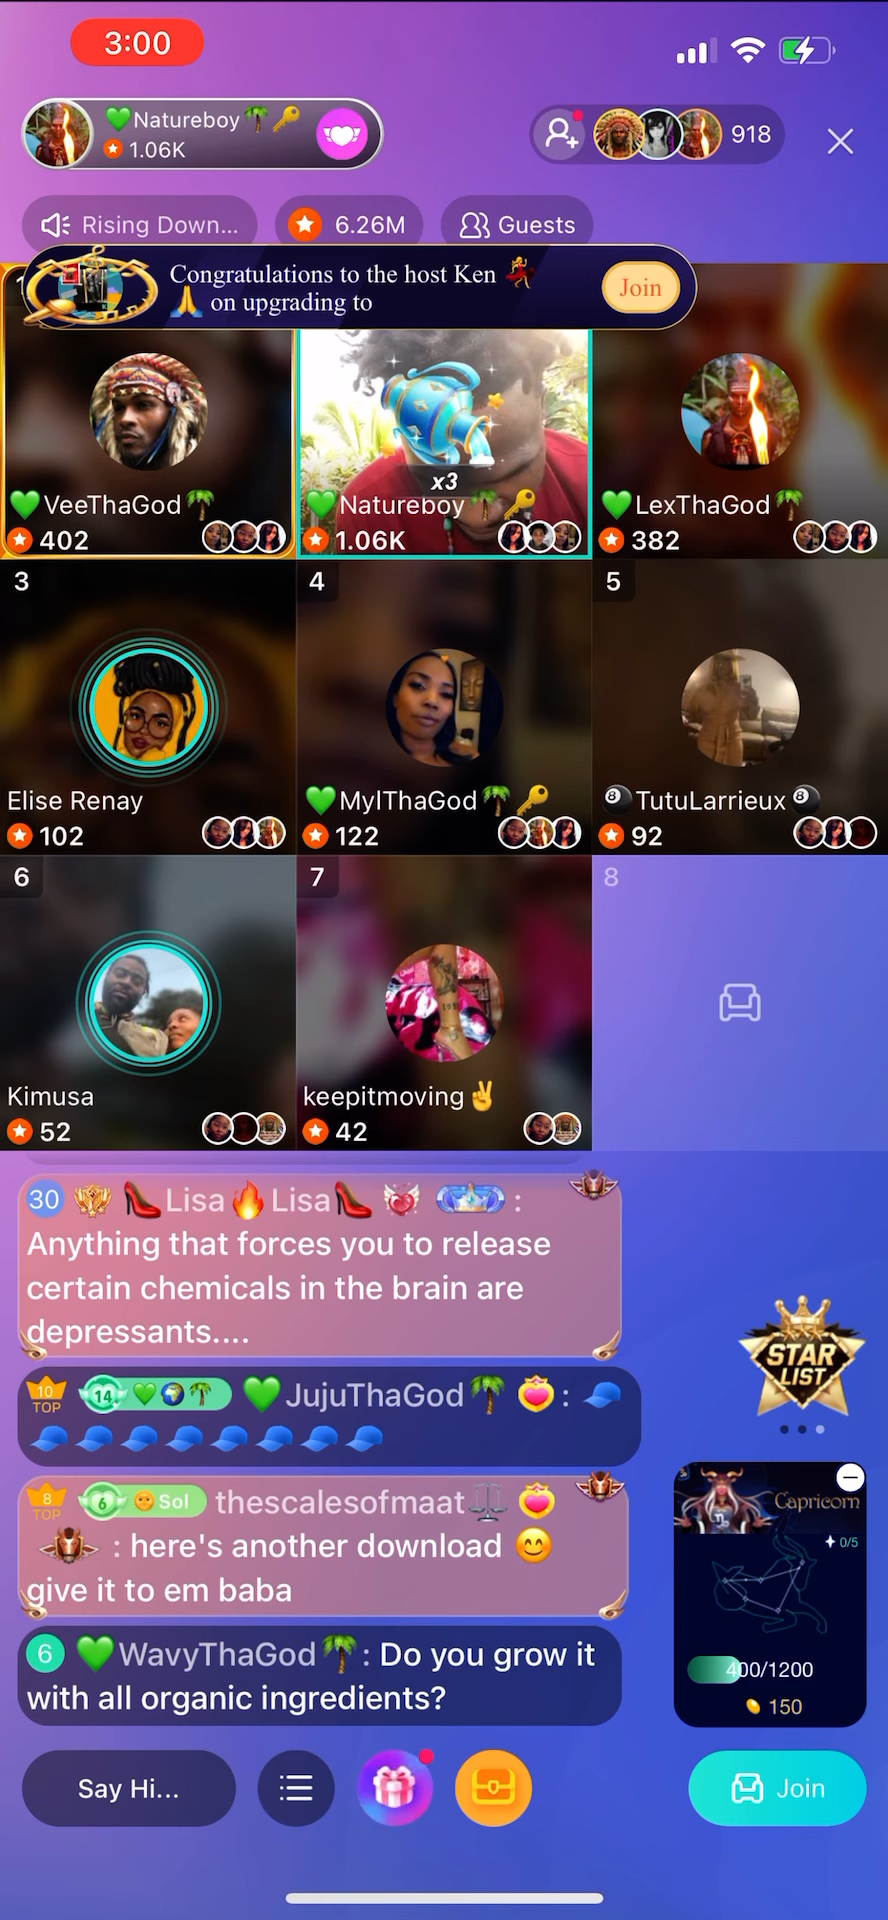 3:00
💚Natureboy🌴🔑
1.06K
918
Rising Down...
6.26M
Guests
Congratulations to the host Ken 💃
🙏 on upgrading to
Join
1
x3
💚VeeThaGod🌴
402
💚Natureboy🌴🔑
1.06K
💚LexThaGod🌴
382
3
4
5
Elise Renay
102
💚MylThaGod🌴🔑
122
🎱TutuLarrieux🎱
92
6
7
8
Kimusa
52
keepitmoving✌️
42
30 👠Lisa🔥Lisa👠 :
Anything that forces you to release
certain chemicals in the brain are
depressants....
10 TOP 14 💚🌍🌴 💚JujuThaGod🌴 : 🧢
🧢🧢🧢🧢🧢🧢🧢🧢
8 TOP 6 🌞Sol thescalesofmaat⚖️
: here's another download 😊
give it to em baba
6 💚WavyThaGod🌴: Do you grow it
with all organic ingredients?
STAR
LIST
Capricorn
0/5
400/1200
150
Say Hi...
Join